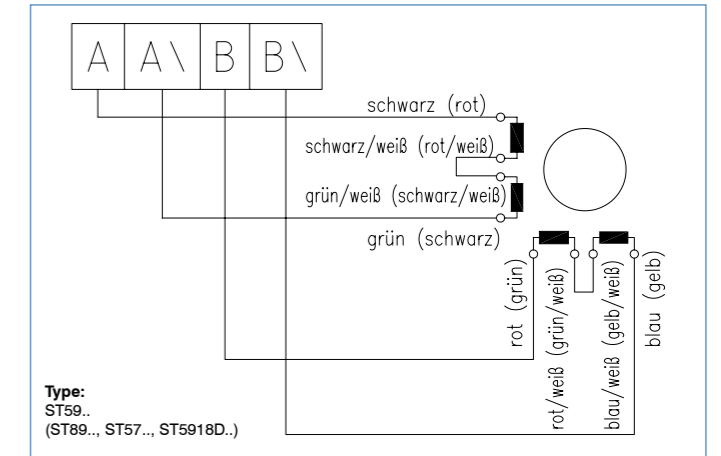 A A\ B B\
schwarz (rot)
schwarz/weiß (rot/weiß)
grün/weiß (schwarz/weiß)
grün (schwarz)
rot (grün)
rot/weiß (grün/weiß)
blau/weiß (gelb/weiß)
blau (gelb)
Type:
ST59..
(ST89.., ST57.., ST5918D..)